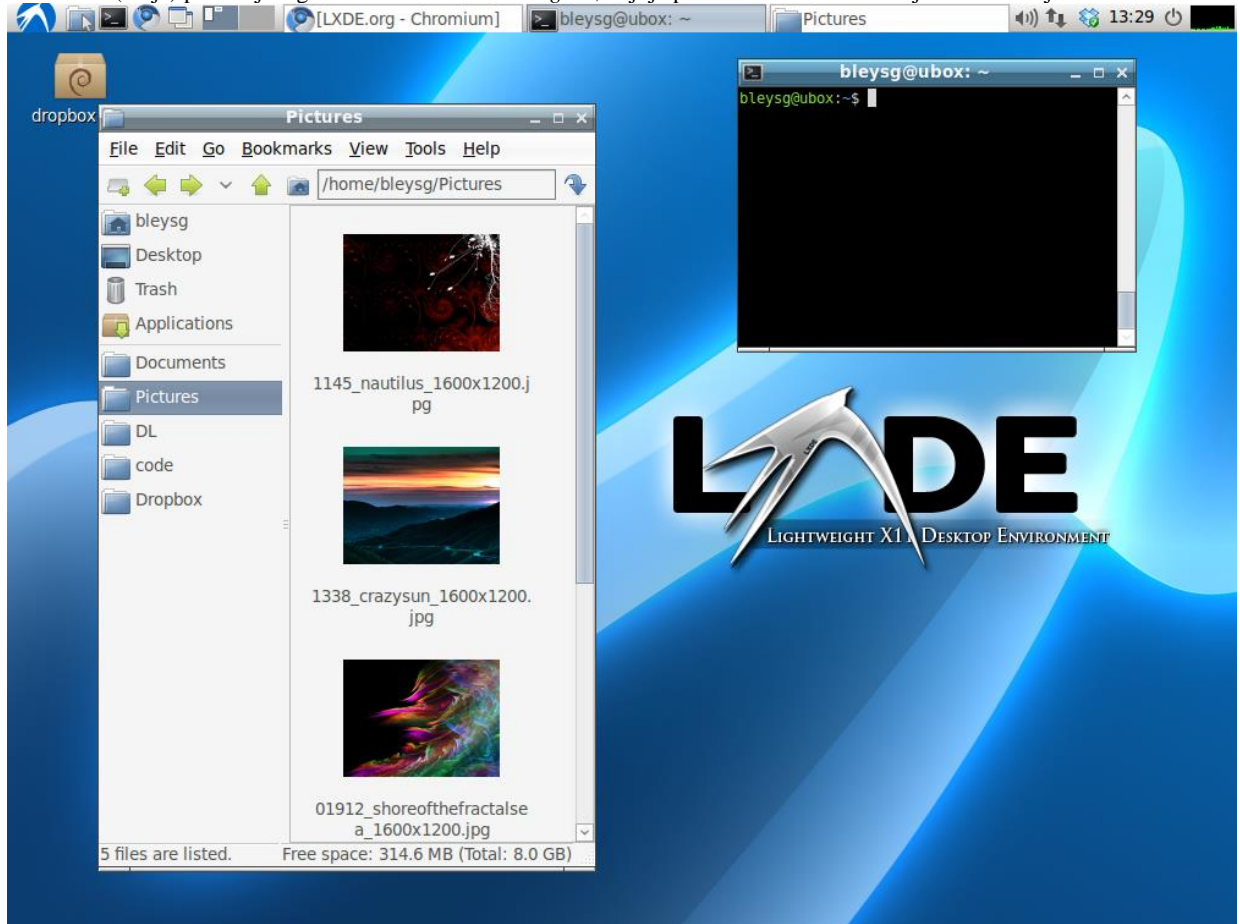 [LXDE.org - Chromium]
bleysg@ubox: ~
Pictures
13:29
dropbox
Pictures
File Edit Go Bookmarks View Tools Help
/home/bleysg/Pictures
bleysg
Desktop
Trash
Applications
Documents
Pictures
DL
code
Dropbox
1145_nautilus_1600x1200.j
pg
1338_crazysun_1600x1200.
jpg
01912_shoreofthefractalse
a_1600x1200.jpg
5 files are listed.
Free space: 314.6 MB (Total: 8.0 GB)
bleysg@ubox: ~
bleysg@ubox:~$
LXDE
LXDE
Lightweight X11 Desktop Environment